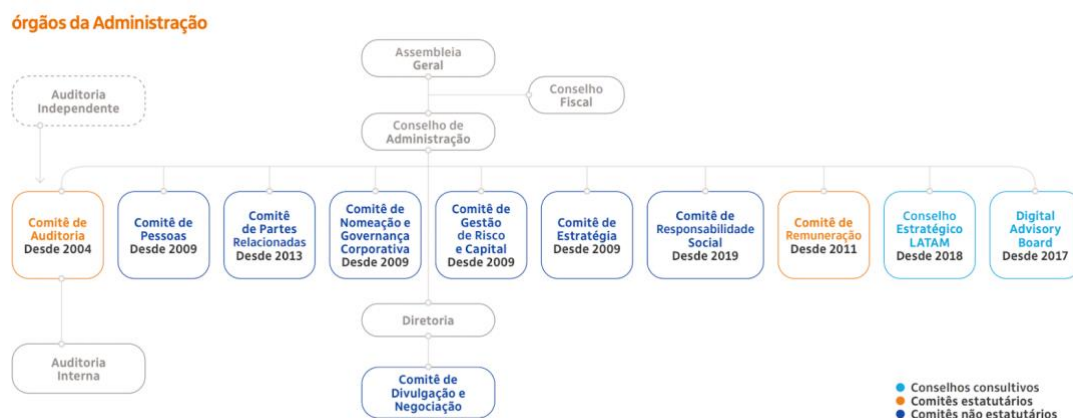 órgãos da Administração
Assembleia
Geral
Auditoria
Independente
Conselho
Fiscal
Conselho de
Administração
Comitê de
Auditoria
Desde 2004
Comitê de
Pessoas
Desde 2009
Comitê
de Partes
Relacionadas
Desde 2013
Comitê de
Nomeação e
Governança
Corporativa
Desde 2009
Comitê de
Gestão
de Risco
e Capital
Desde 2009
Comitê de
Estratégia
Desde 2009
Comitê de
Responsabilidade
Social
Desde 2019
Comitê de
Remuneração
Desde 2011
Conselho
Estratégico
LATAM
Desde 2018
Digital
Advisory
Board
Desde 2017
Diretoria
Auditoria
Interna
Comitê de
Divulgação e
Negociação
Conselhos consultivos
Comitês estatutários
Comitês não estatutários